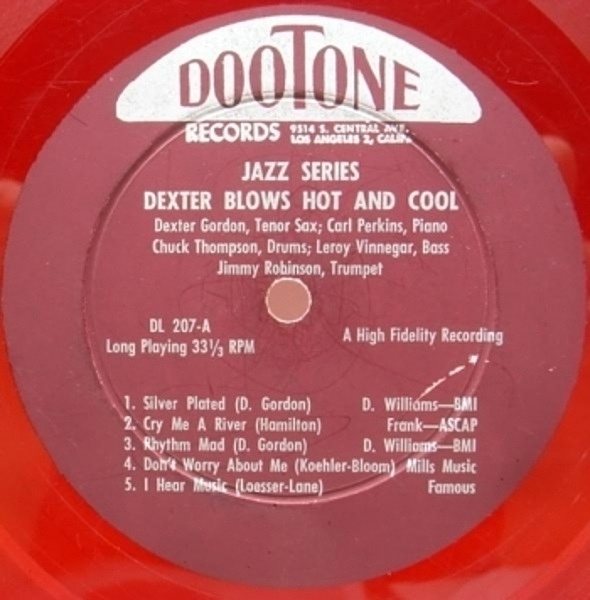 DOOTONE
RECORDS 9514 S. CENTRAL AVE.
LOS ANGELES 2, CALIF.
JAZZ SERIES
DEXTER BLOWS HOT AND COOL
Dexter Gordon, Tenor Sax; Carl Perkins, Piano
Chuck Thompson, Drums; Leroy Vinnegar, Bass
Jimmy Robinson, Trumpet
DL 207-A
Long Playing 33⅓ RPM
A High Fidelity Recording
1. Silver Plated (D. Gordon) D. Williams—BMI
2. Cry Me A River (Hamilton) Frank—ASCAP
3. Rhythm Mad (D. Gordon) D. Williams—BMI
4. Don't Worry About Me (Koehler-Bloom) Mills Music
5. I Hear Music (Loesser-Lane) Famous